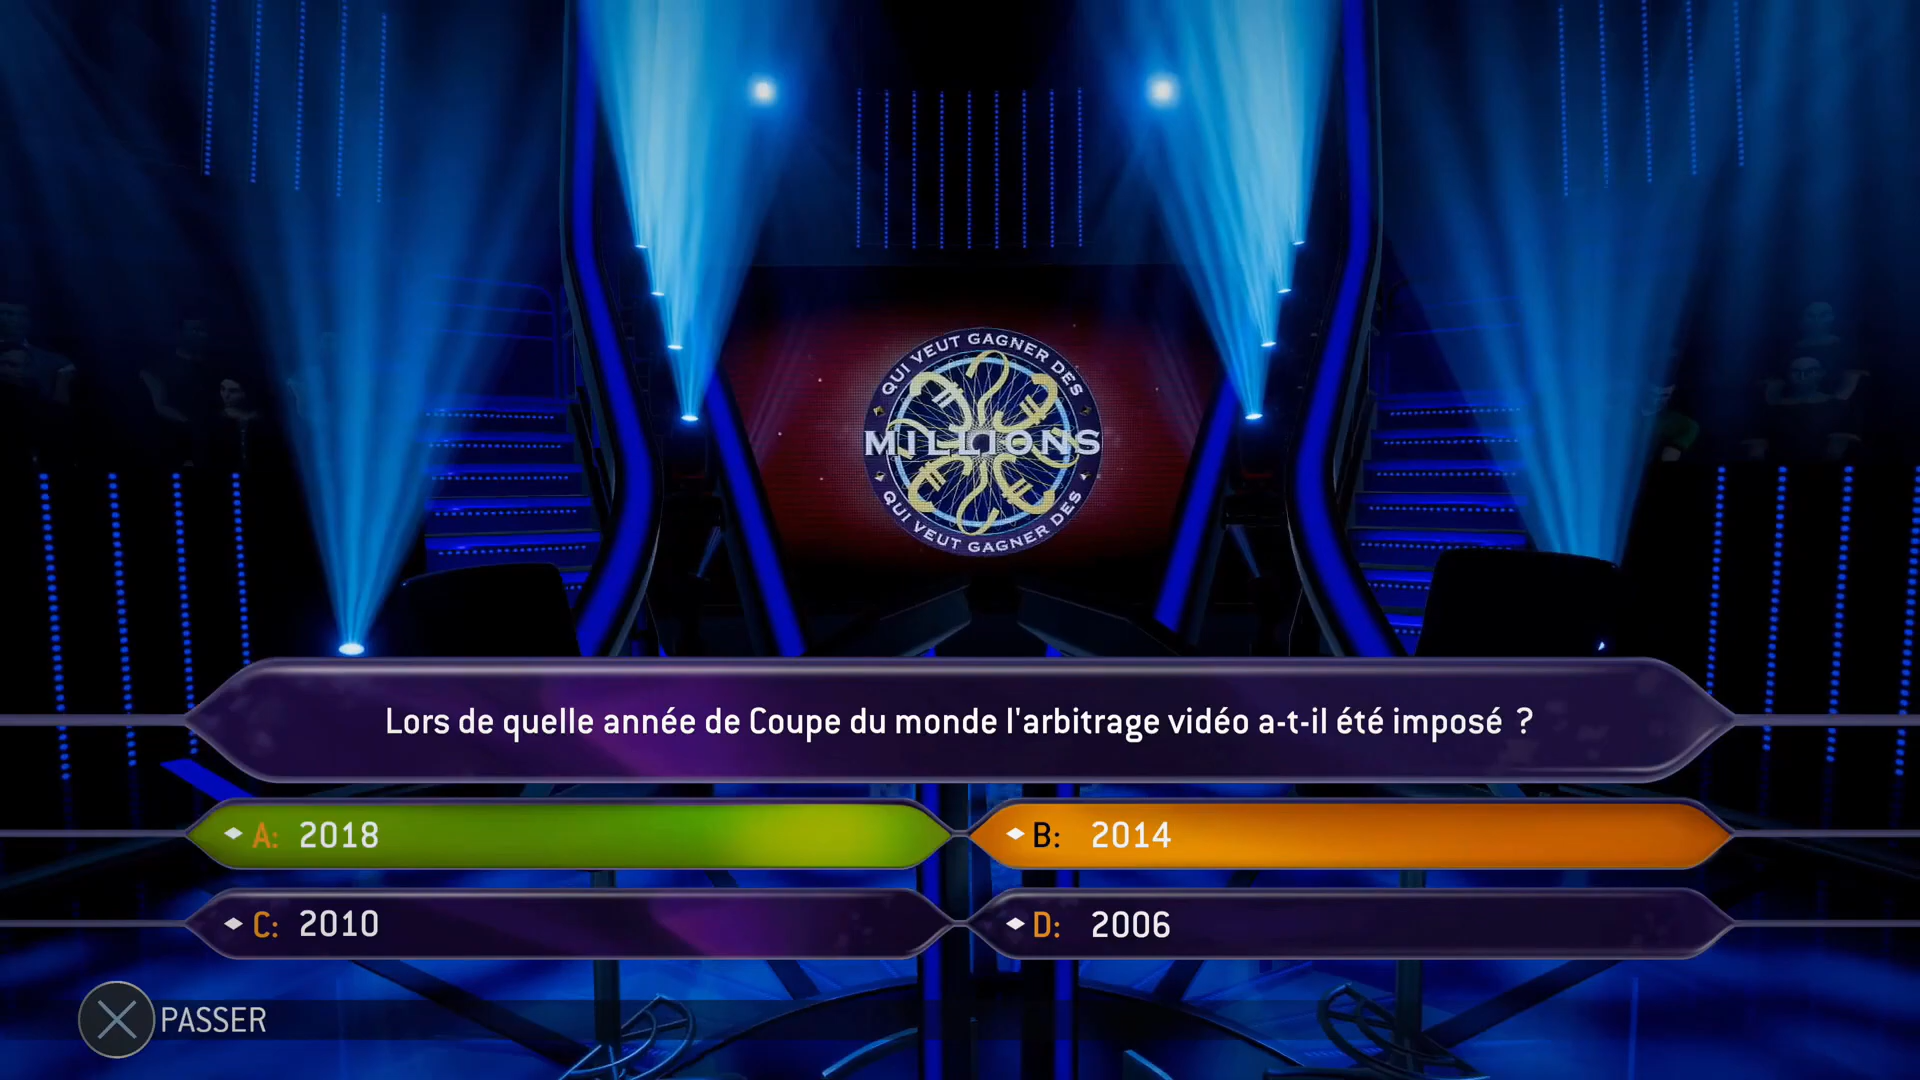 QUI VEUT GAGNER DES
MILLIONS
QUI VEUT GAGNER DES
Lors de quelle année de Coupe du monde l'arbitrage vidéo a-t-il été imposé ?
A: 2018
B: 2014
C: 2010
D: 2006
PASSER